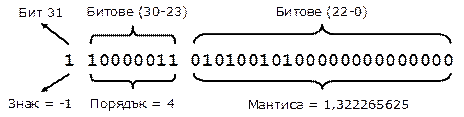 Бит 31 Битове (30-23) Битове (22-0)
1 10000011 01010010100000000000000
Знак = -1 Порядък = 4 Мантиса = 1,322265625